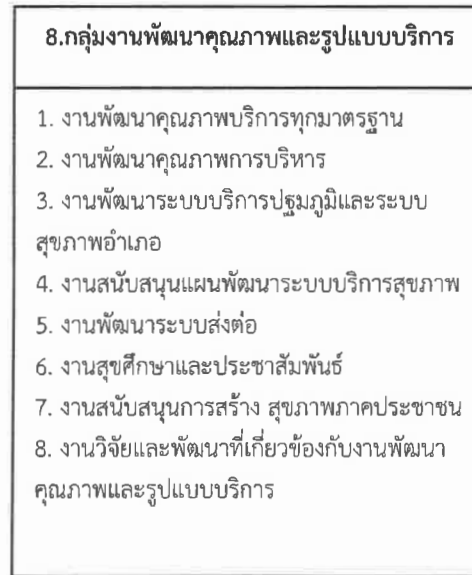 8.กลุ่มงานพัฒนาคุณภาพและรูปแบบบริการ
1. งานพัฒนาคุณภาพบริการทุกมาตรฐาน
2. งานพัฒนาคุณภาพการบริหาร
3. งานพัฒนาระบบบริการปฐมภูมิและระบบ
สุขภาพอำเภอ
4. งานสนับสนุนแผนพัฒนาระบบบริการสุขภาพ
5. งานพัฒนาระบบส่งต่อ
6. งานสุขศึกษาและประชาสัมพันธ์
7. งานสนับสนุนการสร้าง สุขภาพภาคประชาชน
8. งานวิจัยและพัฒนาที่เกี่ยวข้องกับงานพัฒนา
คุณภาพและรูปแบบบริการ